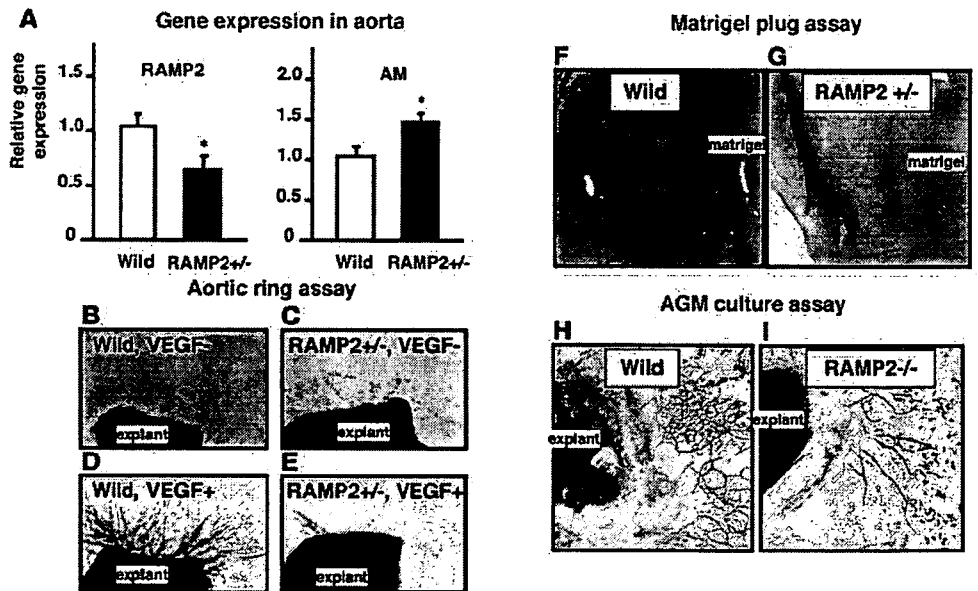 A
Gene expression in aorta
Relative gene
expression
RAMP2
1.5
1.0
0.5
0
Wild RAMP2+/-
*
AM
2.0
1.5
1.0
0.5
0
Wild RAMP2+/-
*
Aortic ring assay
B
Wild, VEGF-
explant
C
RAMP2+/-, VEGF-
explant
D
Wild, VEGF+
explant
E
RAMP2+/-, VEGF+
explant
Matrigel plug assay
F
Wild
matrigel
G
RAMP2 +/-
matrigel
AGM culture assay
H
Wild
explant
I
RAMP2-/-
explant